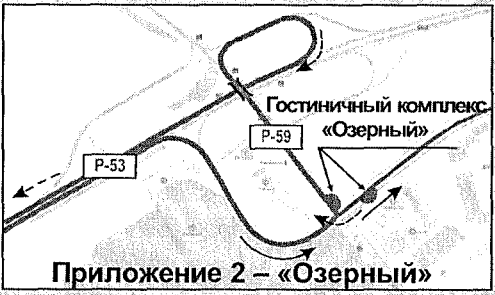 Гостиничный комплекс
«Озерный»
Р-59
Р-53
Приложение 2 – «Озерный»